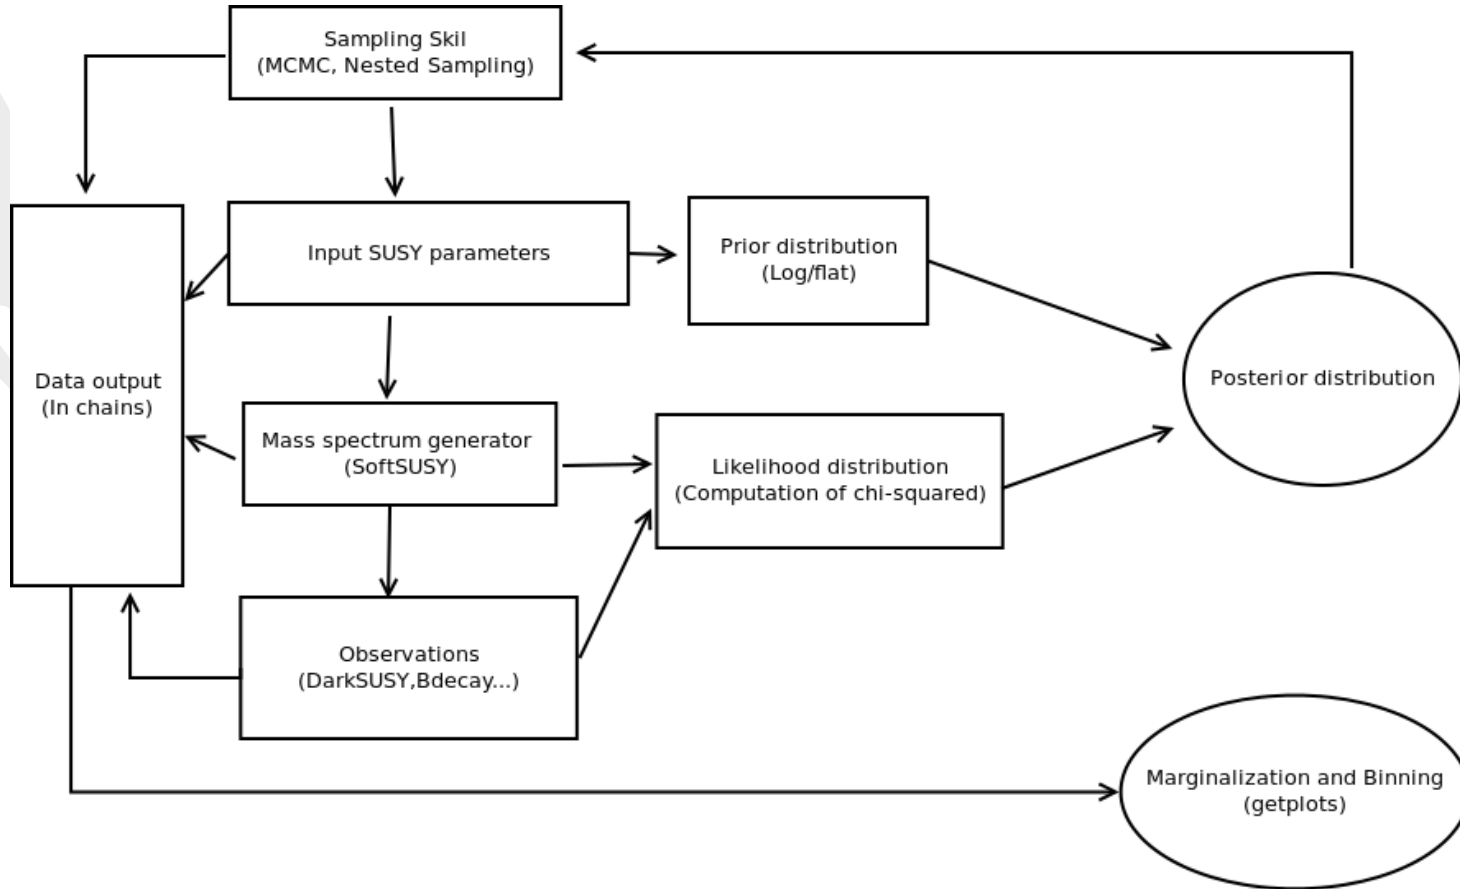 Sampling Skil
(MCMC, Nested Sampling)
Input SUSY parameters
Prior distribution
(Log/flat)
Data output
(In chains)
Posterior distribution
Mass spectrum generator
(SoftSUSY)
Likelihood distribution
(Computation of chi-squared)
Observations
(DarkSUSY,Bdecay...)
Marginalization and Binning
(getplots)